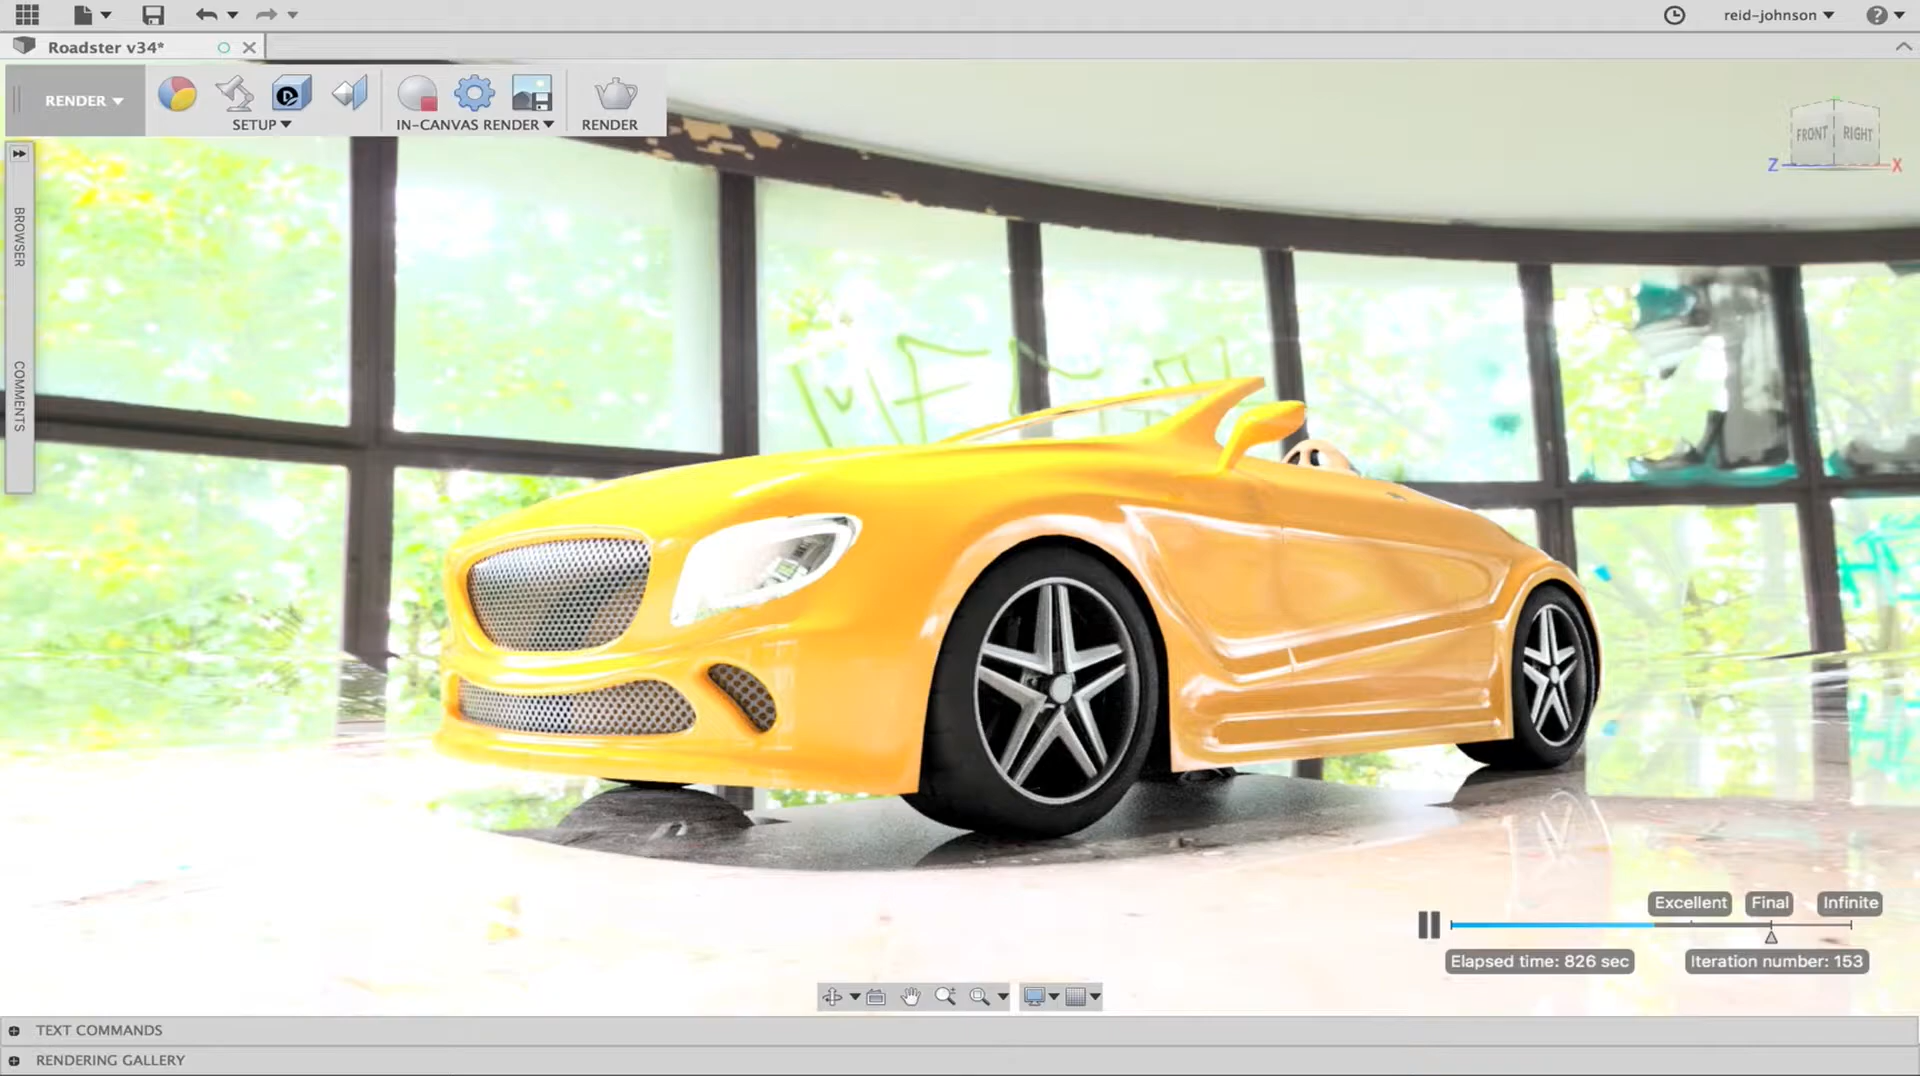 reid-johnson
Roadster v34*
RENDER
SETUP
IN-CANVAS RENDER
RENDER
FRONT
RIGHT
Z
X
BROWSER
COMMENTS
Excellent
Final
Infinite
Elapsed time: 826 sec
Iteration number: 153
TEXT COMMANDS
RENDERING GALLERY